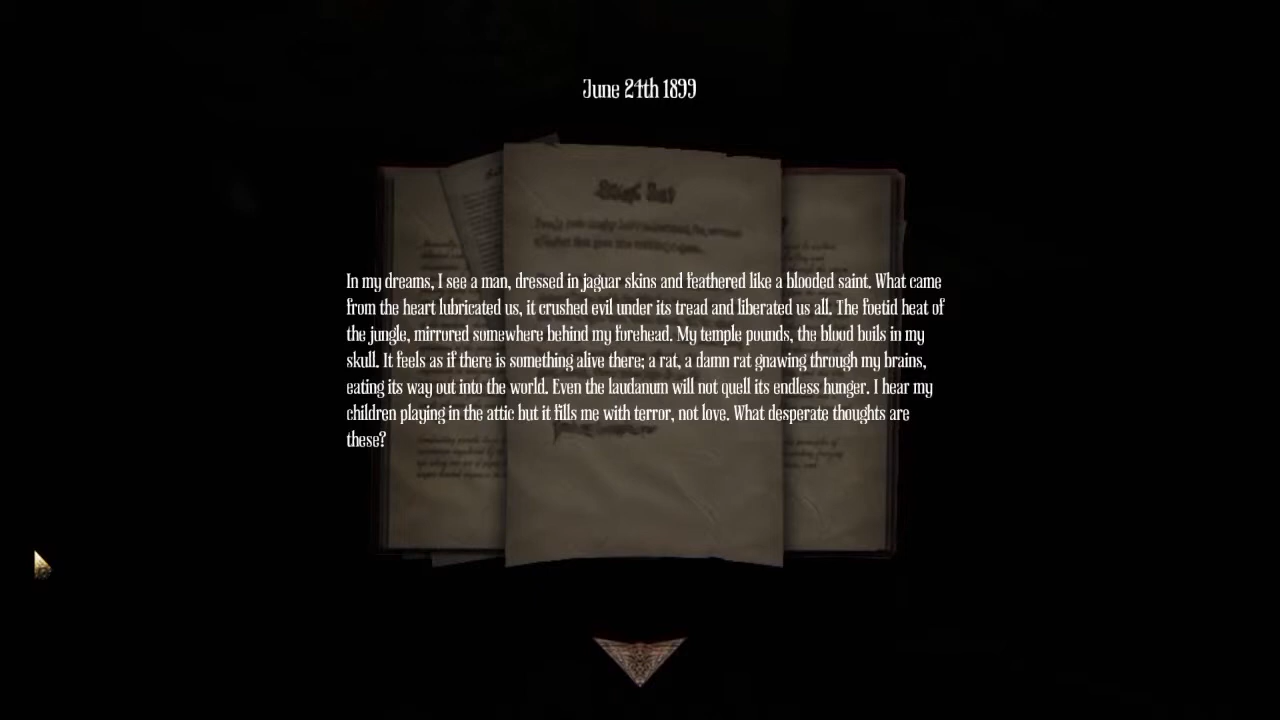 June 24th 1899
In my dreams, I see a man, dressed in jaguar skins and feathered like a blooded saint. What came
from the heart lubricated us, it crushed evil under its tread and liberated us all. The foetid heat of
the jungle, mirrored somewhere behind my forehead. My temple pounds, the blood boils in my
skull. It feels as if there is something alive there; a rat, a damn rat gnawing through my brains,
eating its way out into the world. Even the laudanum will not quell its endless hunger. I hear my
children playing in the attic but it fills me with terror, not love. What desperate thoughts are
these?